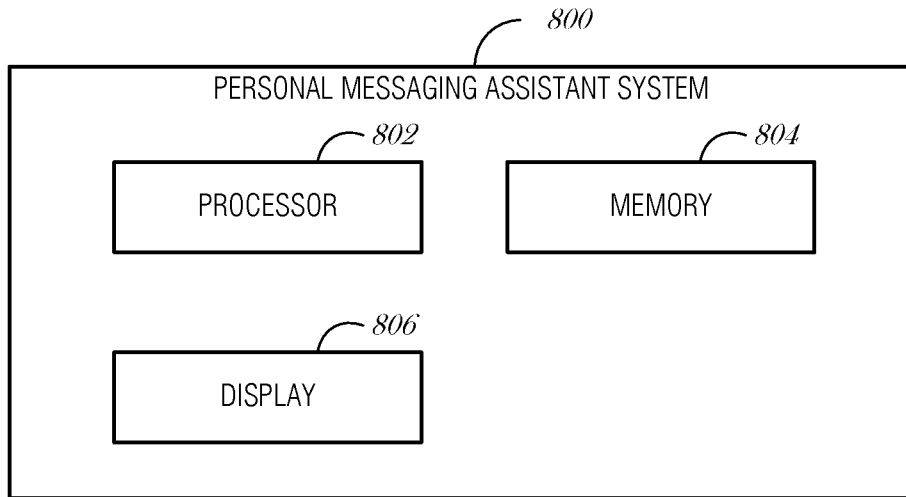 800
PERSONAL MESSAGING ASSISTANT SYSTEM
802
804
PROCESSOR
MEMORY
806
DISPLAY